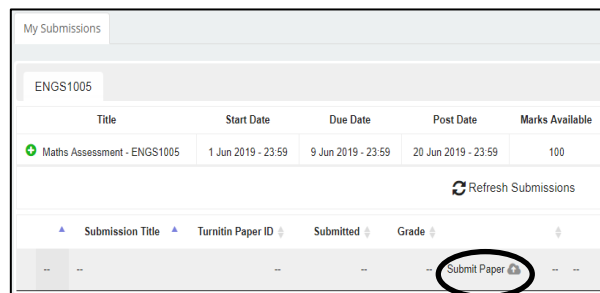 My Submissions
ENGS1005
Title Start Date Due Date Post Date Marks Available
Maths Assessment - ENGS1005 1 Jun 2019 - 23:59 9 Jun 2019 - 23:59 20 Jun 2019 - 23:59 100
Refresh Submissions
Submission Title Turnitin Paper ID Submitted Grade
-- -- -- -- -- Submit Paper -- --